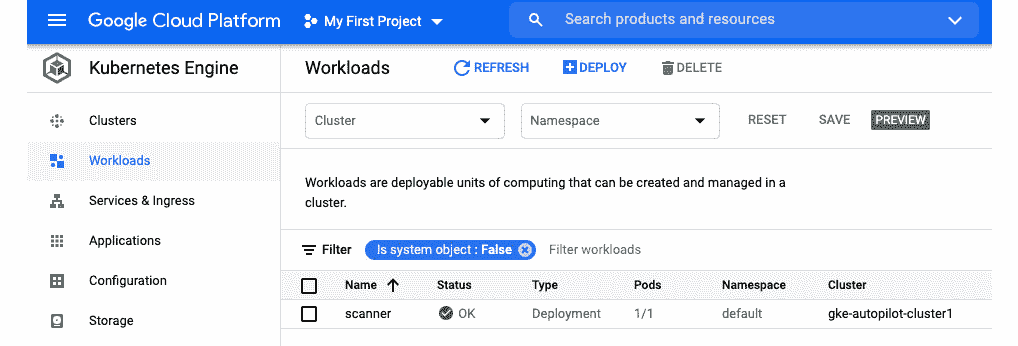 Google Cloud Platform My First Project Search products and resources
Kubernetes Engine Workloads REFRESH DEPLOY DELETE
Clusters Cluster Namespace RESET SAVE PREVIEW
Workloads
Workloads are deployable units of computing that can be created and managed in a
cluster.
Services & Ingress
Applications Filter Is system object : False Filter workloads
Configuration Name Status Type Pods Namespace Cluster
Storage scanner OK Deployment 1/1 default gke-autopilot-cluster1